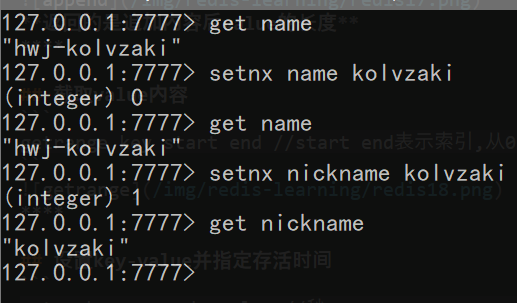 127.0.0.1:7777> get name
"hwj-kolvzaki"
127.0.0.1:7777> setnx name kolvzaki
(integer) 0
127.0.0.1:7777> get name
"hwj-kolvzaki"
127.0.0.1:7777> setnx nickname kolvzaki
(integer) 1
127.0.0.1:7777> get nickname
"kolvzaki"
127.0.0.1:7777>